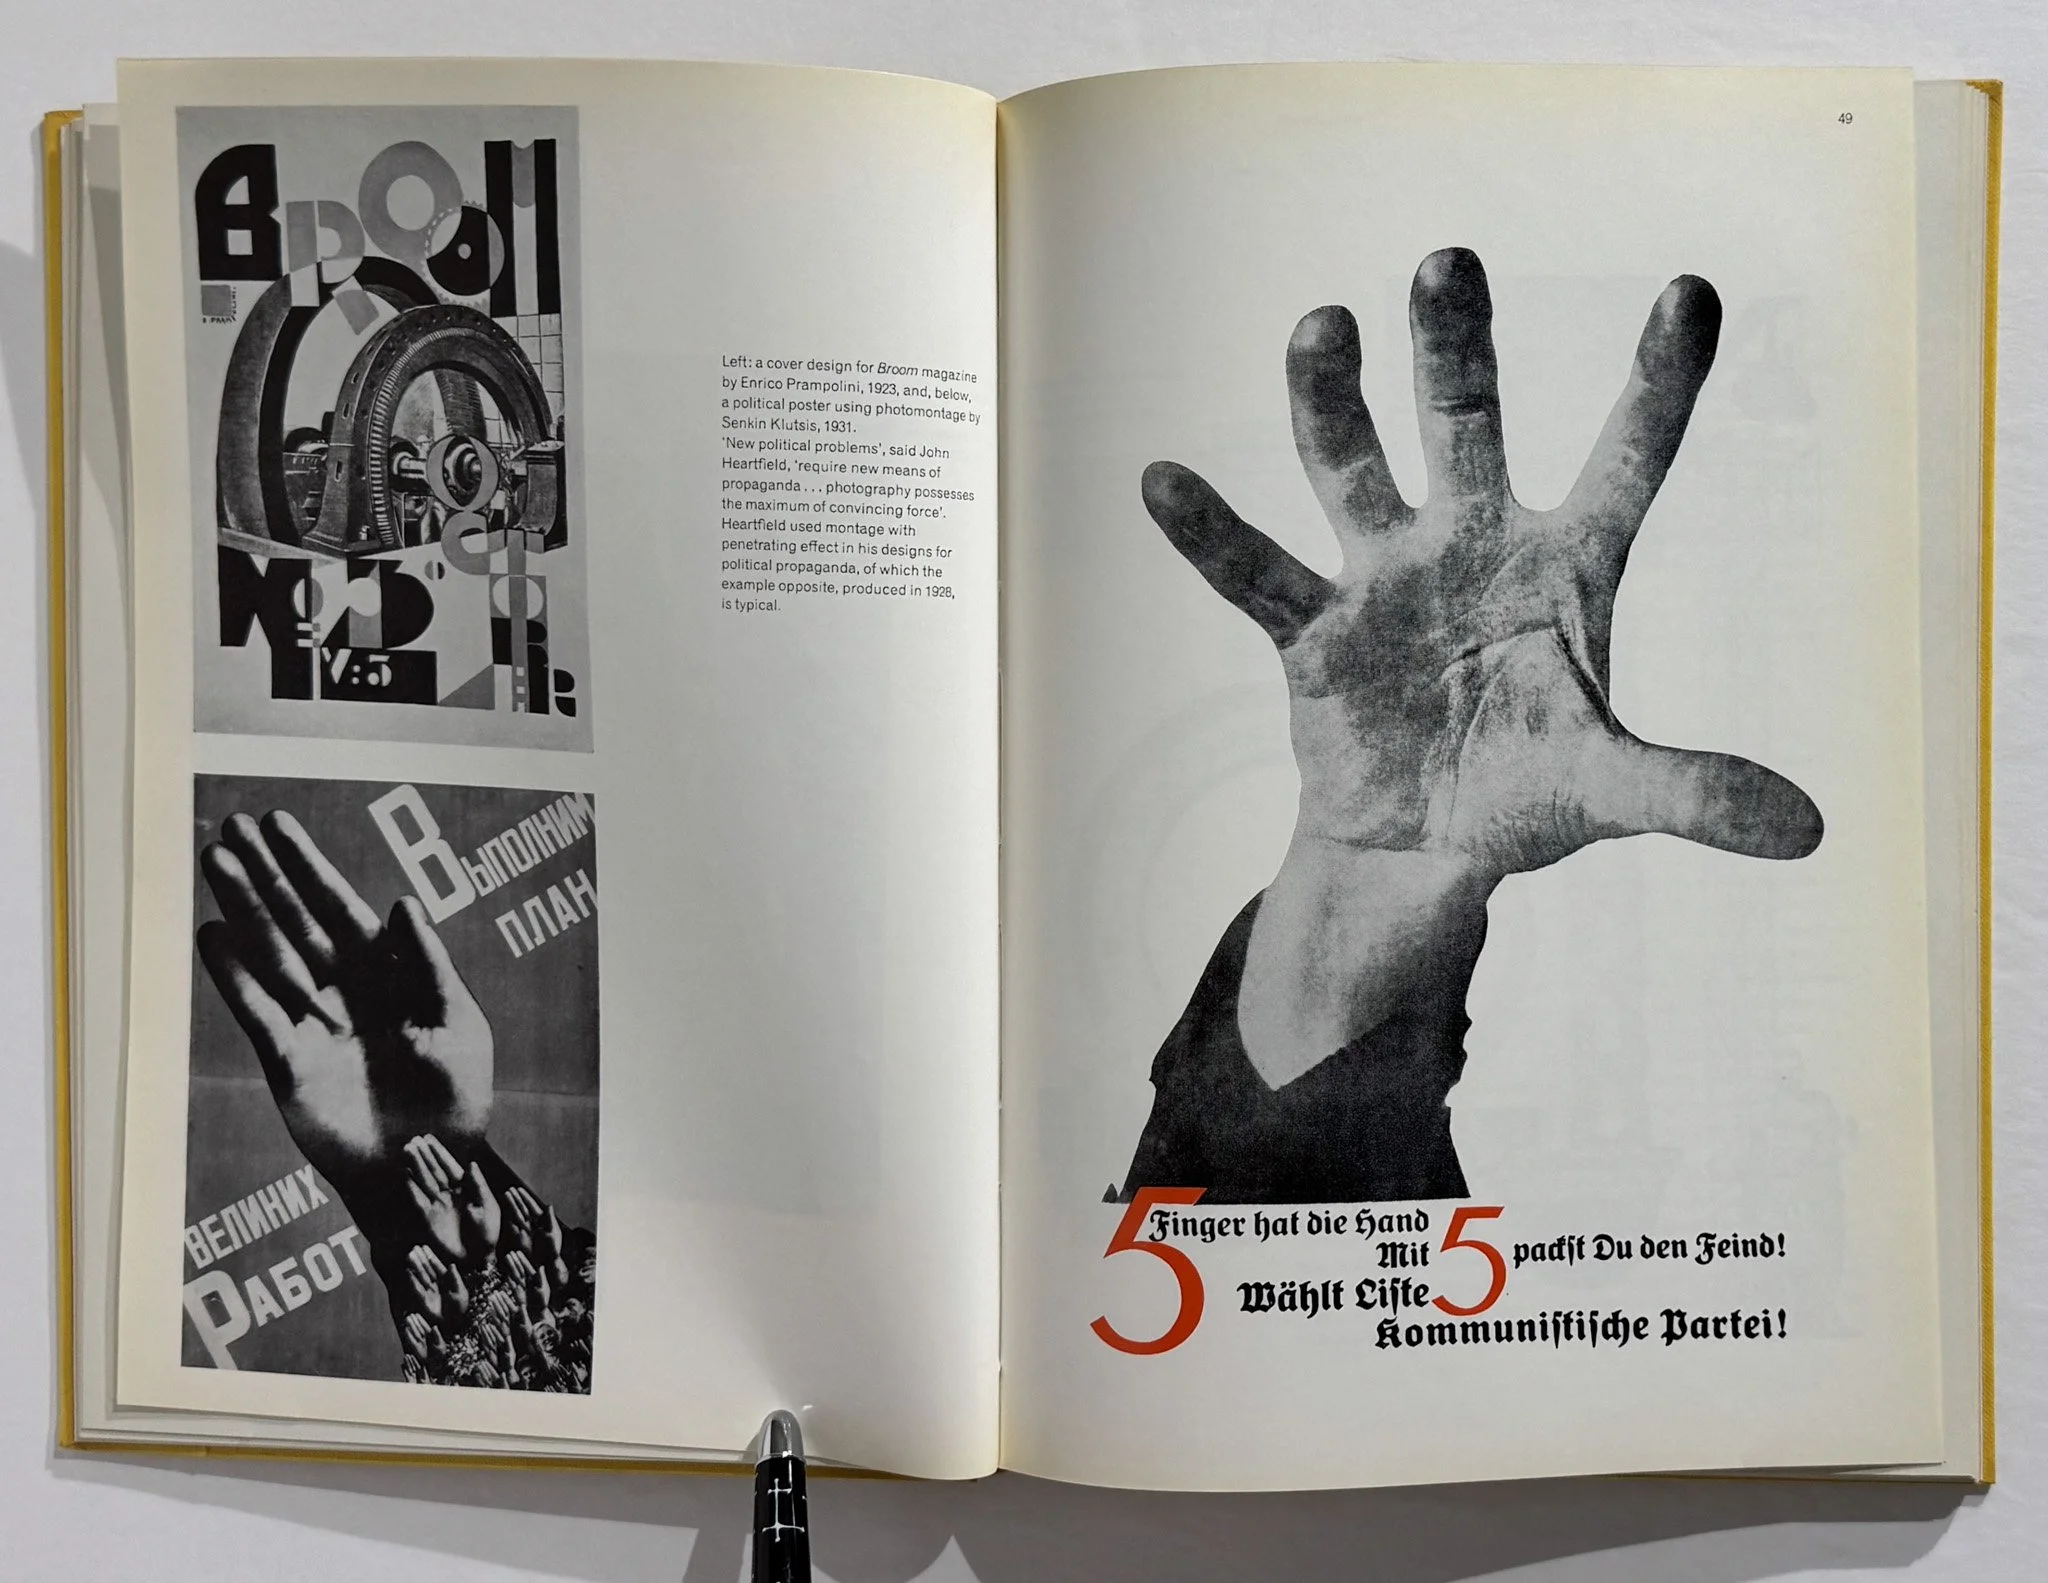 BROOM
E. PRAMPOLINI.
V:5
Выполним
план
великих
Работ
Left: a cover design for Broom magazine
by Enrico Prampolini, 1923, and, below,
a political poster using photomontage by
Senkin Klutsis, 1931.
‘New political problems’, said John
Heartfield, ‘require new means of
propaganda . . . photography possesses
the maximum of convincing force’.
Heartfield used montage with
penetrating effect in his designs for
political propaganda, of which the
example opposite, produced in 1928,
is typical.
49
5 Finger hat die Hand
Mit 5 packst Du den Feind!
Wählt Liste 5
Kommunistische Partei!